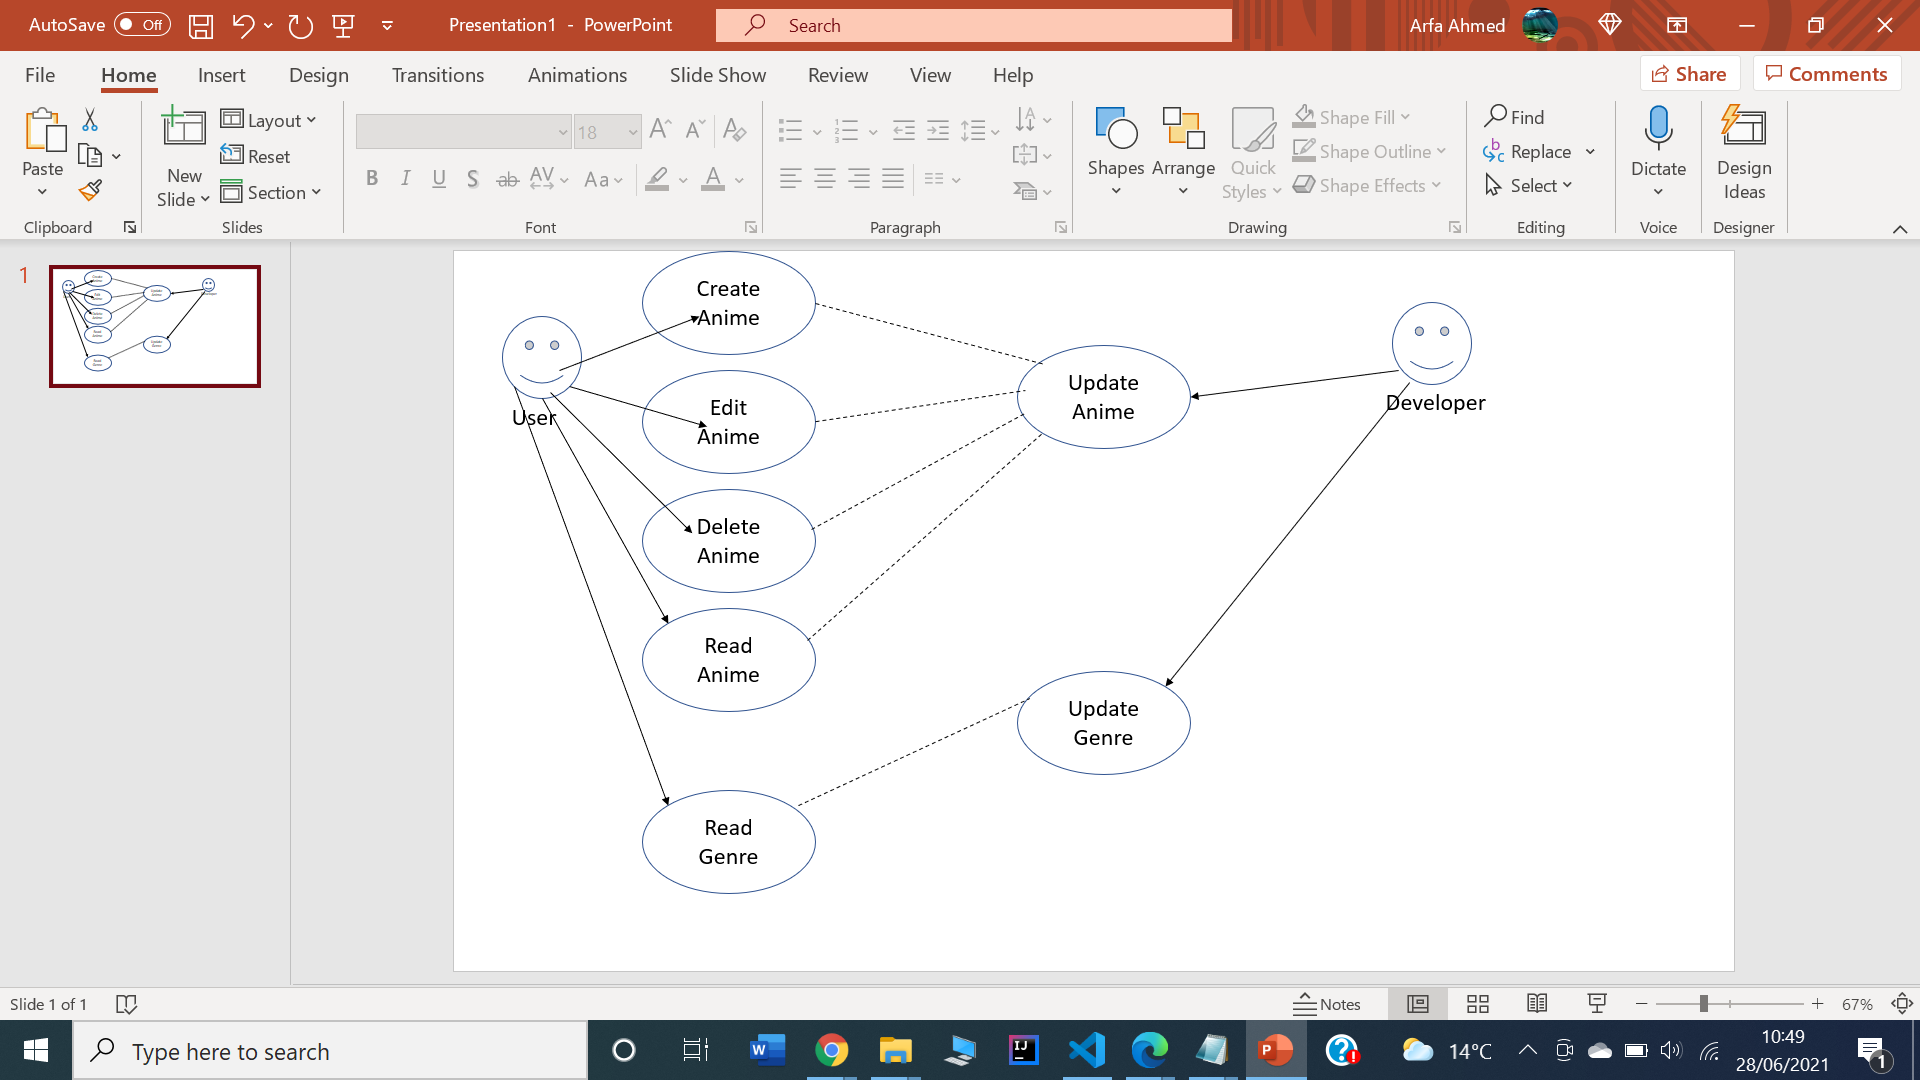 AutoSave Off
Presentation1 - PowerPoint
Search
Arfa Ahmed
File Home Insert Design Transitions Animations Slide Show Review View Help
Share Comments
Paste
New
Slide
Layout
Reset
Section
18
Shapes
Arrange
Quick
Styles
Shape Fill
Shape Outline
Shape Effects
Find
Replace
Select
Dictate
Design
Ideas
Clipboard Slides Font Paragraph Drawing Editing Voice Designer
1
Create
Anime
User
Edit
Anime
Delete
Anime
Read
Anime
Read
Genre
Update
Anime
Update
Genre
Developer
Slide 1 of 1
Notes
67%
Type here to search
14°C
10:49
28/06/2021
1